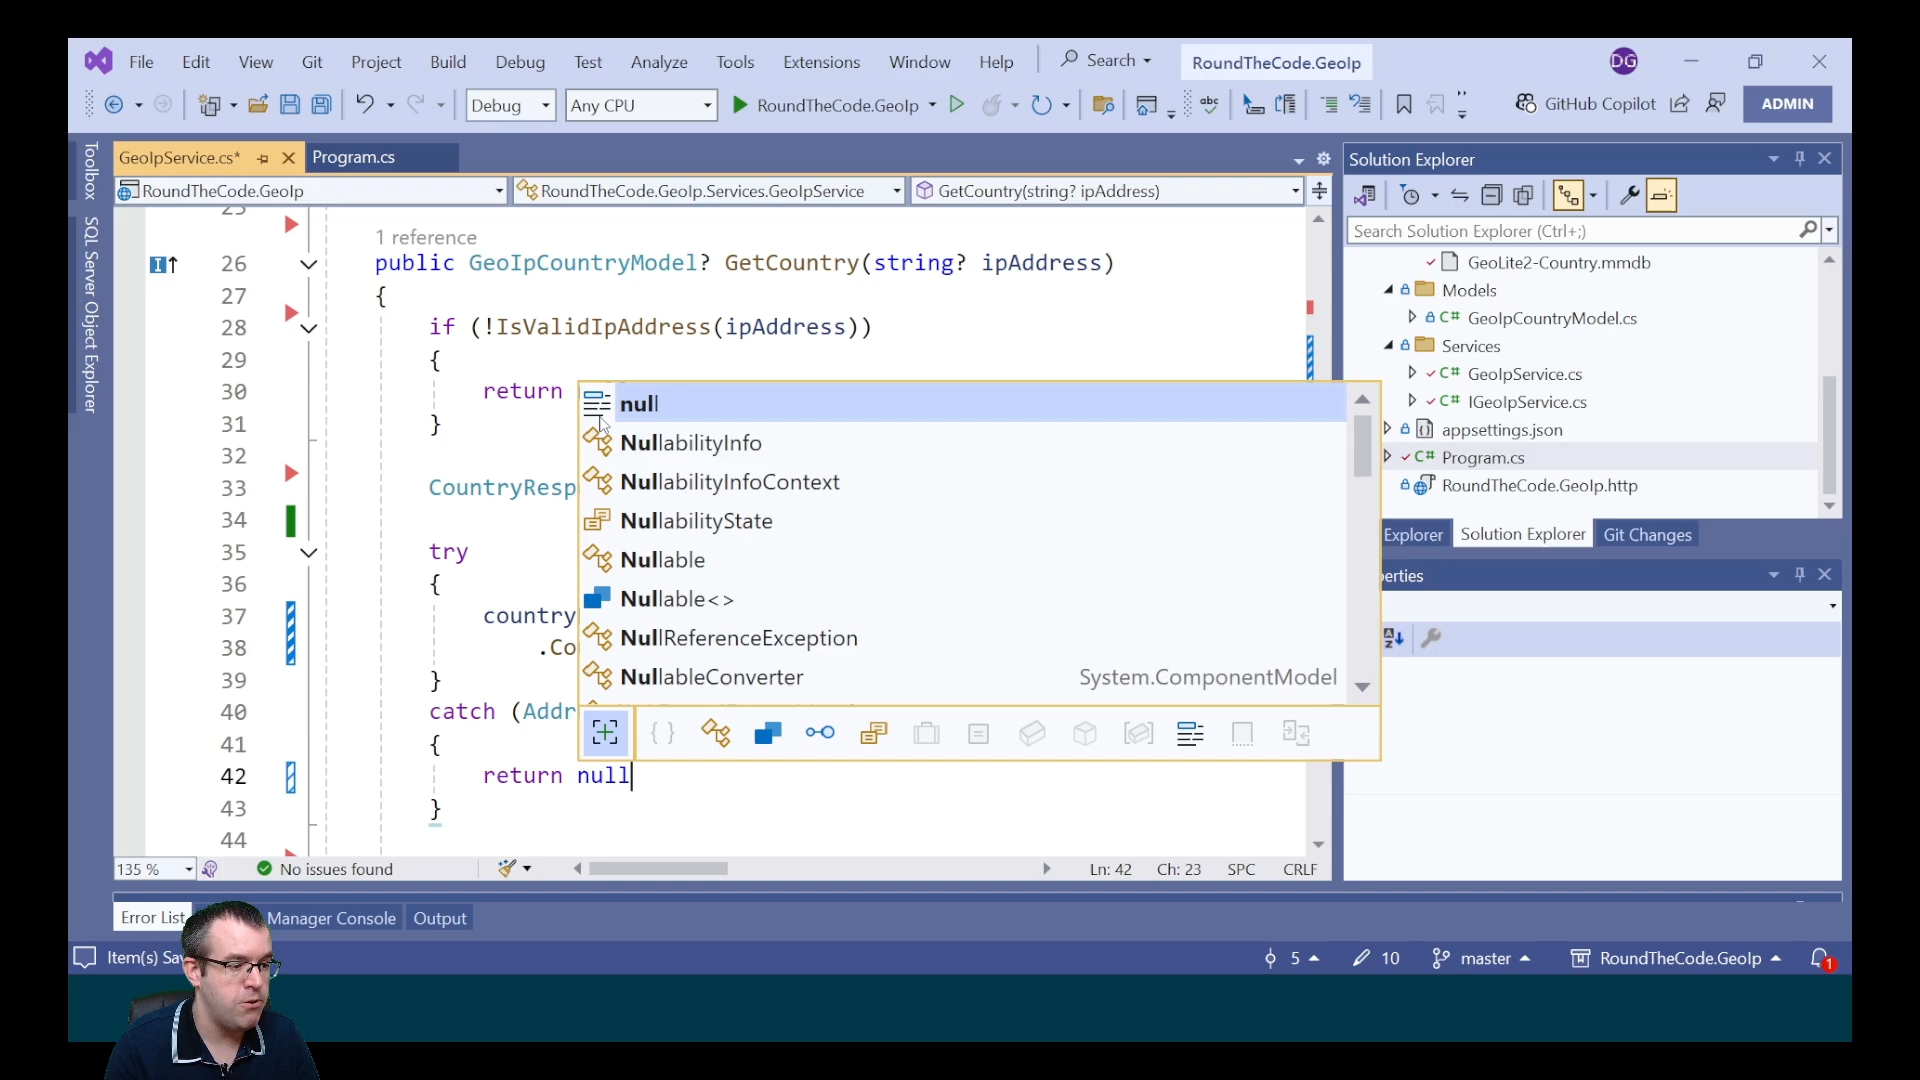 File Edit View Git Project Build Debug Test Analyze Tools Extensions Window Help Search RoundTheCode.GeoIp DG
Debug Any CPU RoundTheCode.GeoIp abc GitHub Copilot ADMIN
GeoIpService.cs* Program.cs
RoundTheCode.GeoIp RoundTheCode.GeoIp.Services.GeoIpService GetCountry(string? ipAddress)
Toolbox
SQL Server Object Explorer
25
1 reference
26 public GeoIpCountryModel? GetCountry(string? ipAddress)
27 {
28 if (!IsValidIpAddress(ipAddress))
29 {
30 return
31 }
32
33 CountryResp
34
35 try
36 {
37 country
38 .Co
39 }
40 catch (Addr
41 {
42 return null
43 }
44
null
NullabilityInfo
NullabilityInfoContext
NullabilityState
Nullable
Nullable<>
NullReferenceException
NullableConverter System.ComponentModel
135 % No issues found Ln: 42 Ch: 23 SPC CRLF
Solution Explorer
Search Solution Explorer (Ctrl+;)
GeoLite2-Country.mmdb
Models
C# GeoIpCountryModel.cs
Services
C# GeoIpService.cs
C# IGeoIpService.cs
appsettings.json
C# Program.cs
RoundTheCode.GeoIp.http
Explorer Solution Explorer Git Changes
perties
Error List Manager Console Output
Item(s) Sav 5 10 master RoundTheCode.GeoIp 1